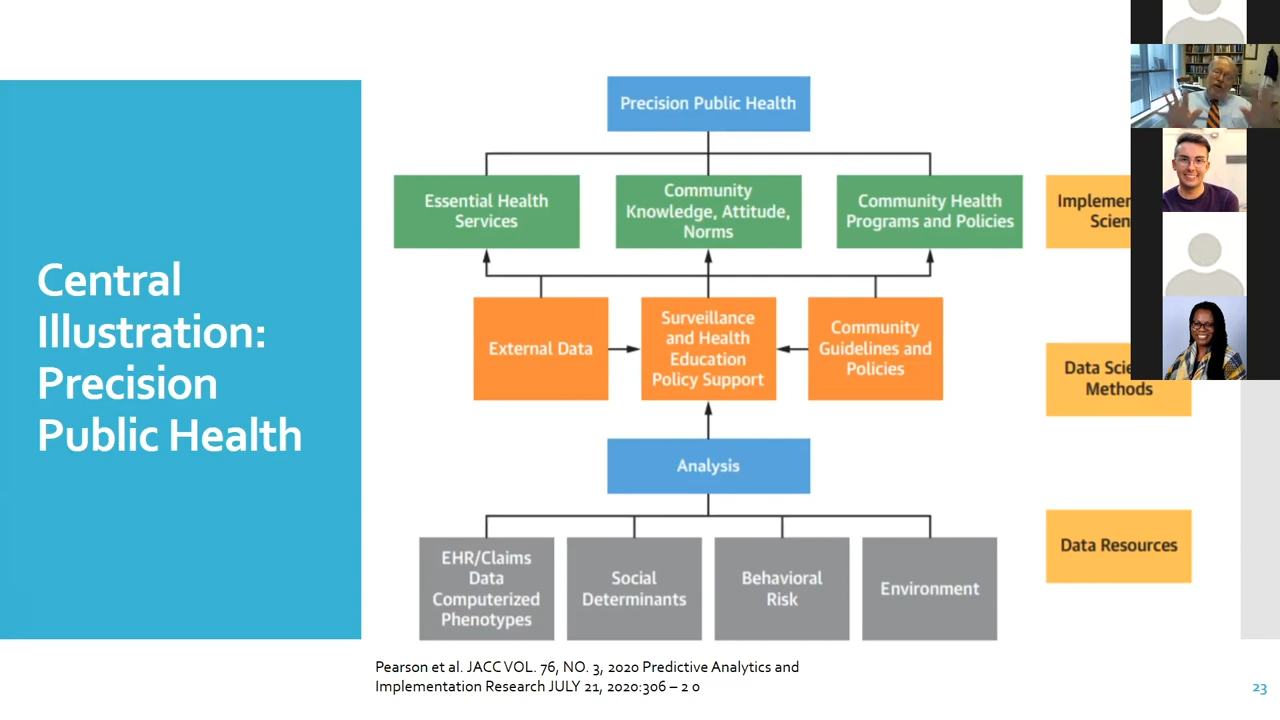 Central
Illustration:
Precision
Public Health
Precision Public Health
Essential Health
Services
Community
Knowledge, Attitude,
Norms
Community Health
Programs and Policies
External Data
Surveillance
and Health
Education
Policy Support
Community
Guidelines and
Policies
Data
Methods
Analysis
EHR/Claims
Data
Computerized
Phenotypes
Social
Determinants
Behavioral
Risk
Environment
Data Resources
Pearson et al. JACC VOL. 76, NO. 3, 2020 Predictive Analytics and
Implementation Research JULY 21, 2020:306 – 2 0
23